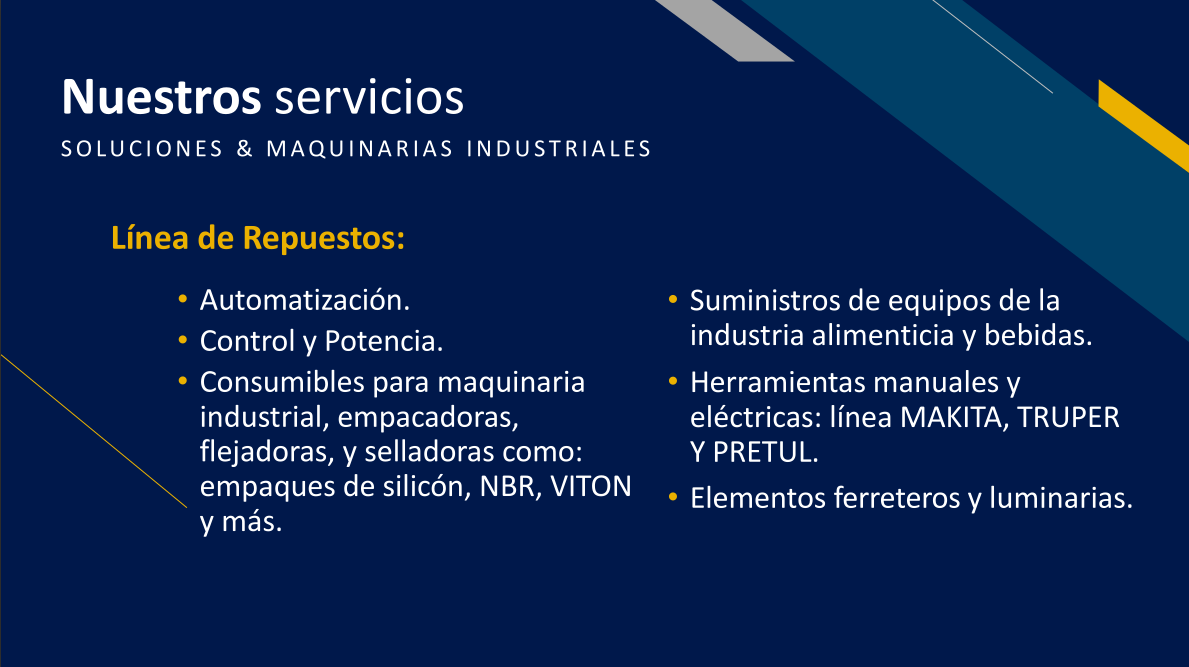 Nuestros servicios
SOLUCIONES & MAQUINARIAS INDUSTRIALES
Línea de Repuestos:
• Automatización.
• Control y Potencia.
• Consumibles para maquinaria
industrial, empacadoras,
flejadoras, y selladoras como:
empaques de silicón, NBR, VITON
y más.
• Suministros de equipos de la
industria alimenticia y bebidas.
• Herramientas manuales y
eléctricas: línea MAKITA, TRUPER
Y PRETUL.
• Elementos ferreteros y luminarias.